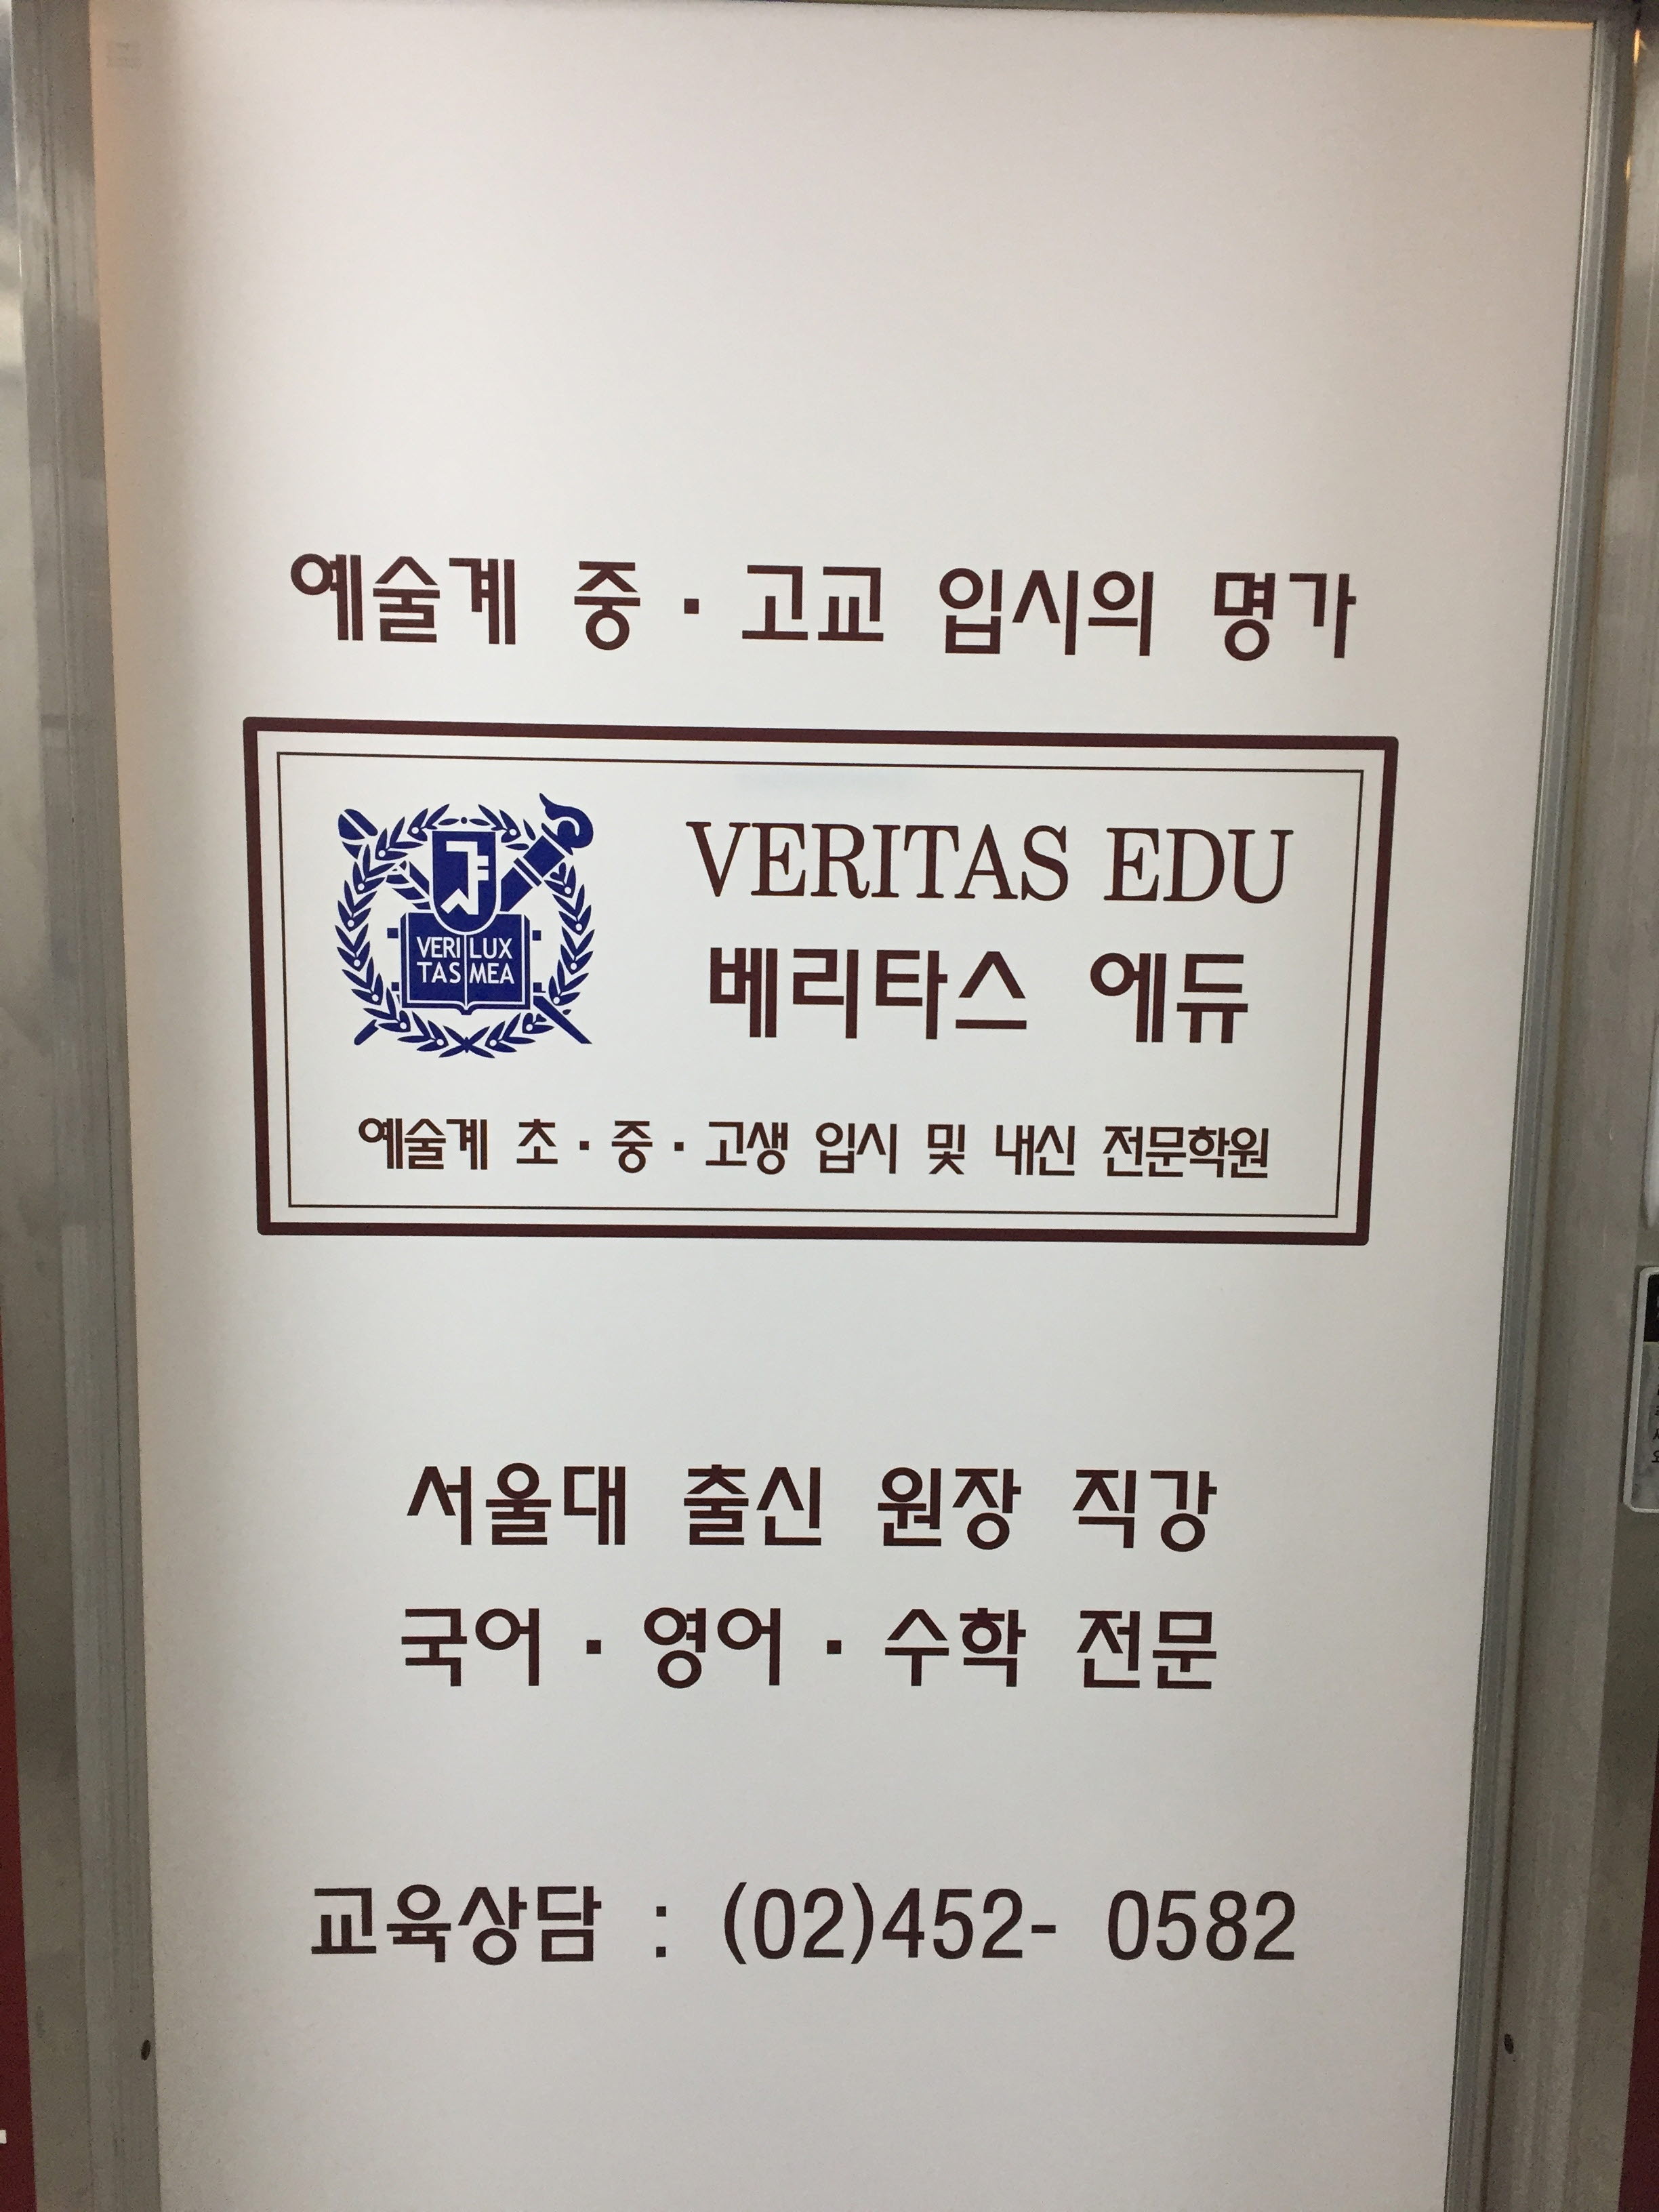 예술계 중·고교 입시의 명가
VERITAS EDU
베리타스 에듀
VERI LUX
TAS MEA
예술계 초·중·고생 입시 및 내신 전문학원
서울대 출신 원장 직강
국어·영어·수학 전문
교육상담 : (02)452- 0582